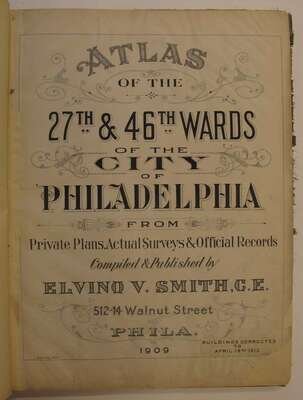 ATLAS
OF THE
27TH & 46TH WARDS
OF THE
CITY
OF
PHILADELPHIA
FROM
Private Plans, Actual Surveys & Official Records
Compiled & Published by
ELVINO V. SMITH, C.E.
512-14 Walnut Street
PHILA.
1909
BUILDINGS CORRECTED
TO
APRIL 18TH 1912